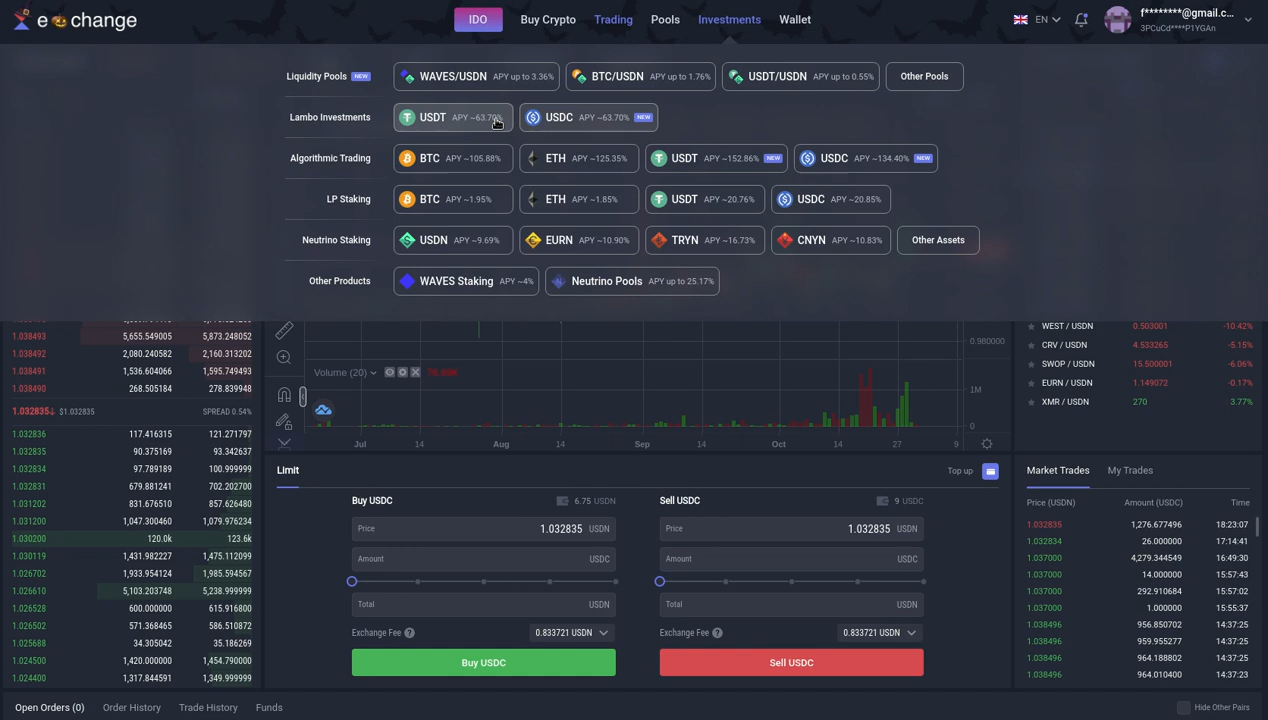 e change
IDO
Buy Crypto
Trading
Pools
Investments
Wallet
EN
f********@gmail.c...
3PCuCd****P1YGAn
Liquidity Pools NEW
WAVES/USDN APY up to 3.36%
BTC/USDN APY up to 1.76%
USDT/USDN APY up to 0.55%
Other Pools
Lambo Investments
USDT APY ~63.70%
USDC APY ~63.70% NEW
Algorithmic Trading
BTC APY ~105.88%
ETH APY ~125.35%
USDT APY ~152.86% NEW
USDC APY ~134.40% NEW
LP Staking
BTC APY ~1.95%
ETH APY ~1.85%
USDT APY ~20.76%
USDC APY ~20.85%
Neutrino Staking
USDN APY ~9.69%
EURN APY ~10.90%
TRYN APY ~16.73%
CNYN APY ~10.83%
Other Assets
Other Products
WAVES Staking APY ~4%
Neutrino Pools APY up to 25.17%
1.038493 5,655.549005 5,873.248052
1.038492 2,080.240582 2,160.313202
1.038491 1,536.604066 1,595.749493
1.038490 268.505184 278.839948
1.032835↓ $1.032835 SPREAD 0.54%
1.032836 117.416315 121.271797
1.032835 90.375169 93.342637
1.032834 97.789189 100.999999
1.032831 679.881241 702.202700
1.031202 831.676510 857.626480
1.031200 1,047.300460 1,079.976234
1.030200 120.0k 123.6k
1.030119 1,431.982227 1,475.112099
1.026702 1,933.954124 1,985.594567
1.026610 5,103.203748 5,238.999999
1.026528 600.000000 615.916800
1.026502 571.368465 586.510872
1.025688 34.305042 35.186269
1.024500 1,420.000000 1,454.790000
1.024400 1,317.844591 1,349.999999
0.980000
Volume (20)
1M
0
Jul 14 Aug 14 Sep 14 Oct 14 27 9
WEST / USDN 0.503001 -10.42%
CRV / USDN 4.533265 -5.15%
SWOP / USDN 15.500001 -6.06%
EURN / USDN 1.149072 -0.17%
XMR / USDN 270 3.77%
Limit
Top up
Buy USDC 6.75 USDN
Price 1.032835 USDN
Amount USDC
Total USDN
Exchange Fee ? 0.833721 USDN
Buy USDC
Sell USDC 9 USDC
Price 1.032835 USDN
Amount USDC
Total USDN
Exchange Fee ? 0.833721 USDN
Sell USDC
Market Trades
My Trades
Price (USDN) Amount (USDC) Time
1.032835 1,276.677496 18:23:07
1.032834 26.000000 17:14:41
1.037000 4,279.344549 16:49:30
1.037000 14.000000 15:57:43
1.037000 292.910684 15:57:02
1.037000 1.000000 15:55:37
1.038496 956.850702 14:37:25
1.038496 959.955277 14:37:25
1.038496 964.188802 14:37:25
1.038496 964.010400 14:37:23
Open Orders (0)
Order History
Trade History
Funds
Hide Other Pairs